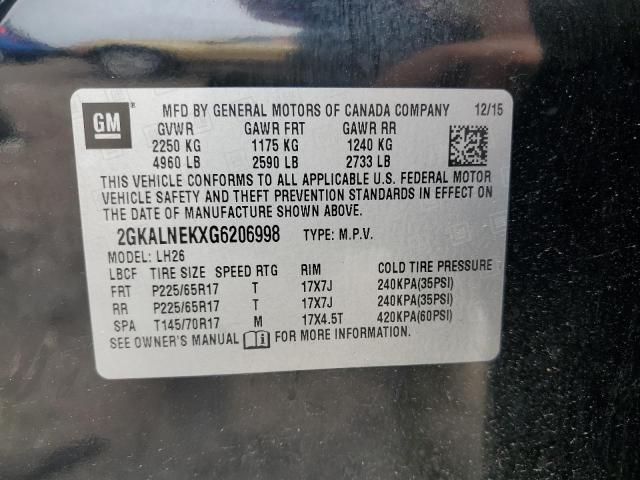 GM ®
MFD BY GENERAL MOTORS OF CANADA COMPANY 12/15
GVWR GAWR FRT GAWR RR
2250 KG 1175 KG 1240 KG
4960 LB 2590 LB 2733 LB
THIS VEHICLE CONFORMS TO ALL APPLICABLE U.S. FEDERAL MOTOR
VEHICLE SAFETY AND THEFT PREVENTION STANDARDS IN EFFECT ON
THE DATE OF MANUFACTURE SHOWN ABOVE.
2GKALNEKXG6206998 TYPE: M.P.V.
MODEL: LH26
LBCF TIRE SIZE SPEED RTG RIM COLD TIRE PRESSURE
FRT P225/65R17 T 17X7J 240KPA(35PSI)
RR P225/65R17 T 17X7J 240KPA(35PSI)
SPA T145/70R17 M 17X4.5T 420KPA(60PSI)
SEE OWNER'S MANUAL FOR MORE INFORMATION.